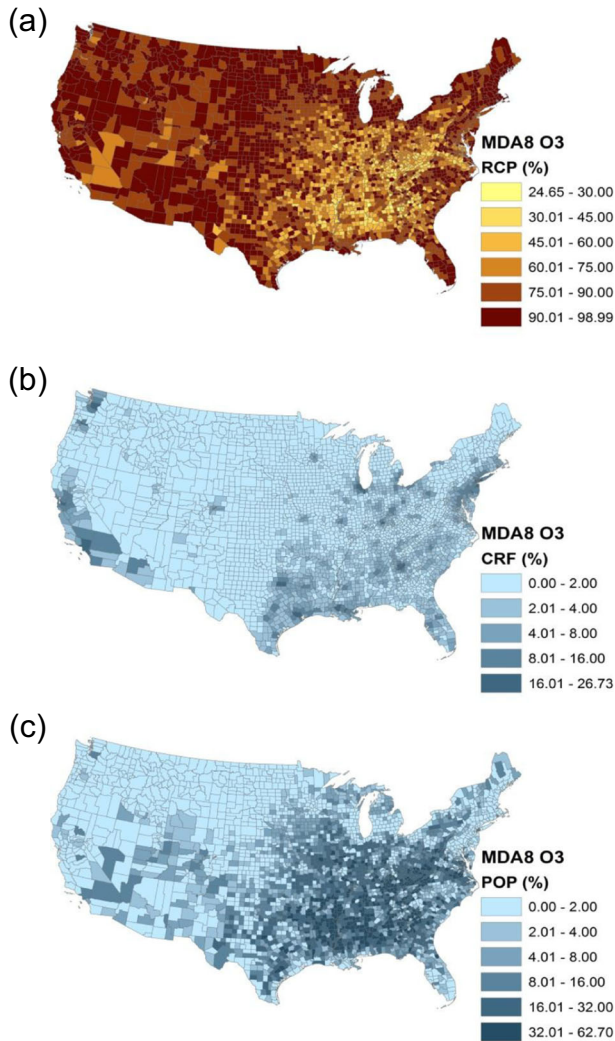 (a)
MDA8 O3
RCP (%)
24.65 - 30.00
30.01 - 45.00
45.01 - 60.00
60.01 - 75.00
75.01 - 90.00
90.01 - 98.99
(b)
MDA8 O3
CRF (%)
0.00 - 2.00
2.01 - 4.00
4.01 - 8.00
8.01 - 16.00
16.01 - 26.73
(c)
MDA8 O3
POP (%)
0.00 - 2.00
2.01 - 4.00
4.01 - 8.00
8.01 - 16.00
16.01 - 32.00
32.01 - 62.70